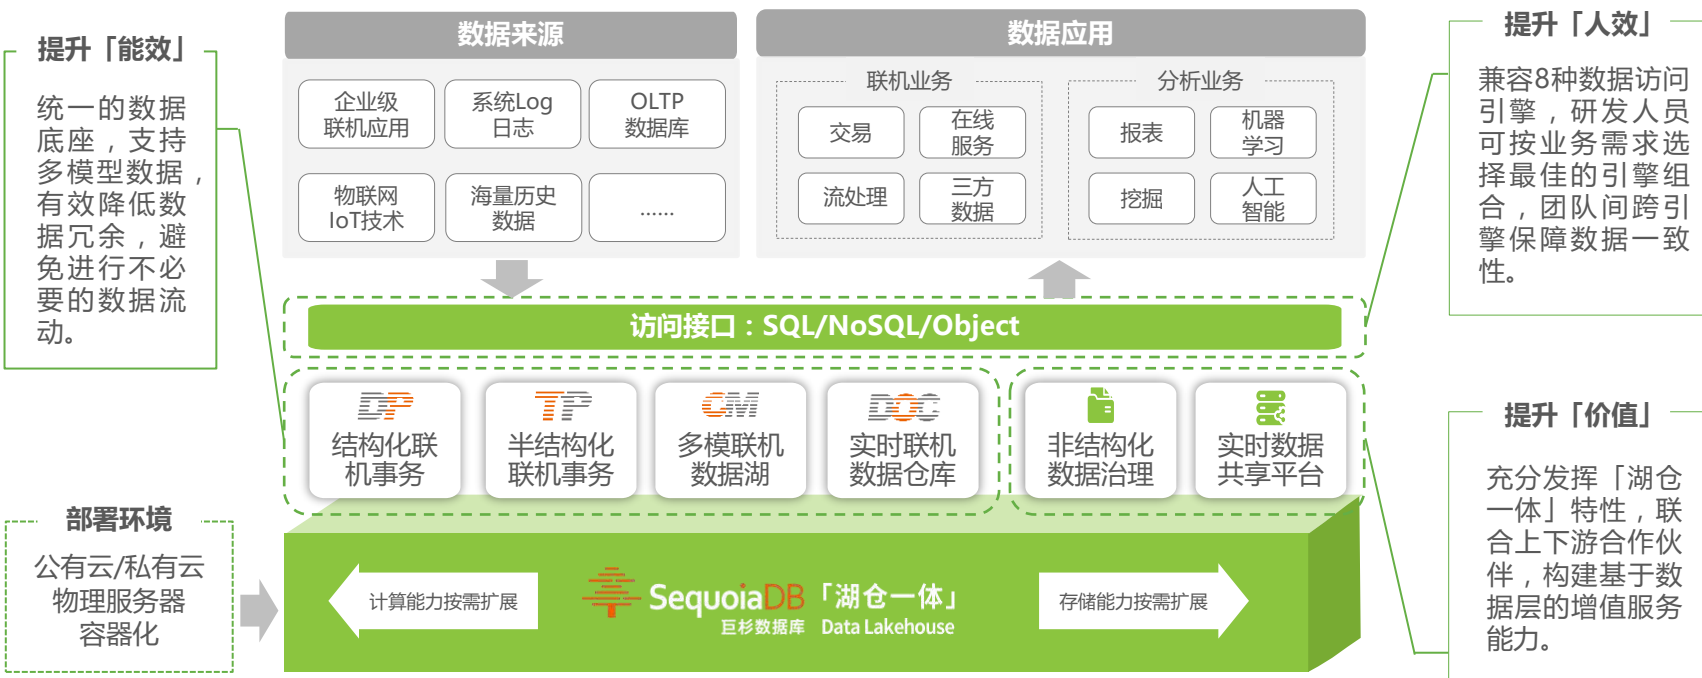 提升「能效」
统一的数据
底座，支持
多模型数据，
有效降低数
据冗余，避
免进行不必
要的数据流
动。
部署环境
公有云/私有云
物理服务器
容器化
数据来源
企业级
联机应用
系统Log
日志
OLTP
数据库
物联网
IoT技术
海量历史
数据
......
数据应用
联机业务
交易
在线
服务
流处理
三方
数据
分析业务
报表
机器
学习
挖掘
人工
智能
访问接口：SQL/NoSQL/Object
DP
结构化联
机事务
TP
半结构化
联机事务
CM
多模联机
数据湖
DOC
实时联机
数据仓库
非结构化
数据治理
实时数据
共享平台
计算能力按需扩展
SequoiaDB「湖仓一体」
巨杉数据库 Data Lakehouse
存储能力按需扩展
提升「人效」
兼容8种数据访问
引擎，研发人员
可按业务需求选
择最佳的引擎组
合，团队间跨引
擎保障数据一致
性。
提升「价值」
充分发挥「湖仓
一体」特性，联
合上下游合作伙
伴，构建基于数
据层的增值服务
能力。